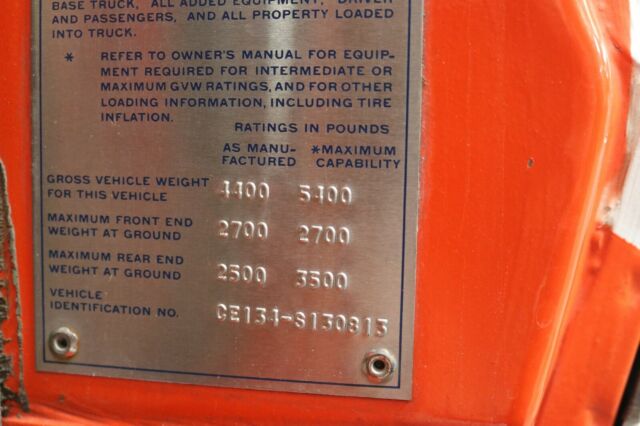 BASE TRUCK, ALL ADDED EQUIPMENT, DRIVER
AND PASSENGERS, AND ALL PROPERTY LOADED
INTO TRUCK.
* REFER TO OWNER'S MANUAL FOR EQUIP-
MENT REQUIRED FOR INTERMEDIATE OR
MAXIMUM GVW RATINGS, AND FOR OTHER
LOADING INFORMATION, INCLUDING TIRE
INFLATION.
RATINGS IN POUNDS
AS MANU- *MAXIMUM
FACTURED CAPABILITY
GROSS VEHICLE WEIGHT
FOR THIS VEHICLE 4400 5400
MAXIMUM FRONT END
WEIGHT AT GROUND 2700 2700
MAXIMUM REAR END
WEIGHT AT GROUND 2500 3500
VEHICLE
IDENTIFICATION NO. CE134-S130813